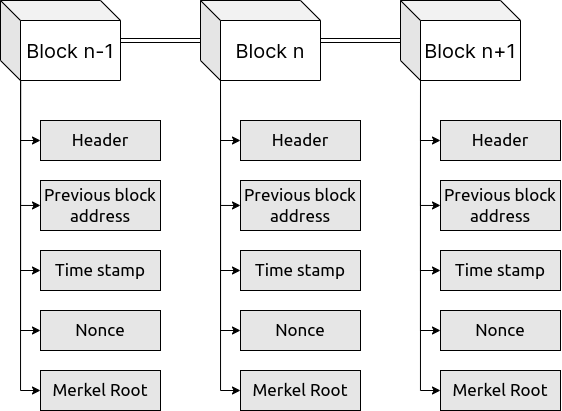 Block n-1
Block n
Block n+1
Header
Header
Header
Previous block
address
Previous block
address
Previous block
address
Time stamp
Time stamp
Time stamp
Nonce
Nonce
Nonce
Merkel Root
Merkel Root
Merkel Root